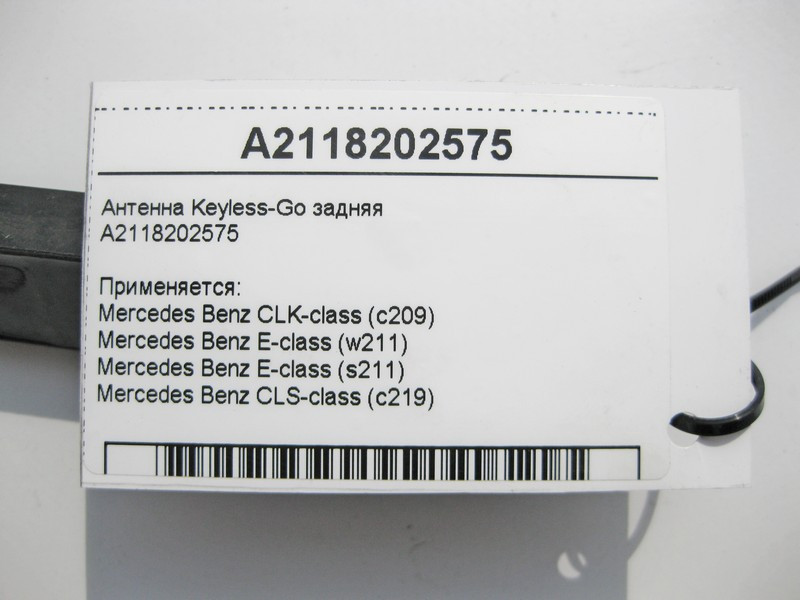 A2118202575
Антенна Keyless-Go задняя
A2118202575
Применяется:
Mercedes Benz CLK-class (c209)
Mercedes Benz E-class (w211)
Mercedes Benz E-class (s211)
Mercedes Benz CLS-class (c219)